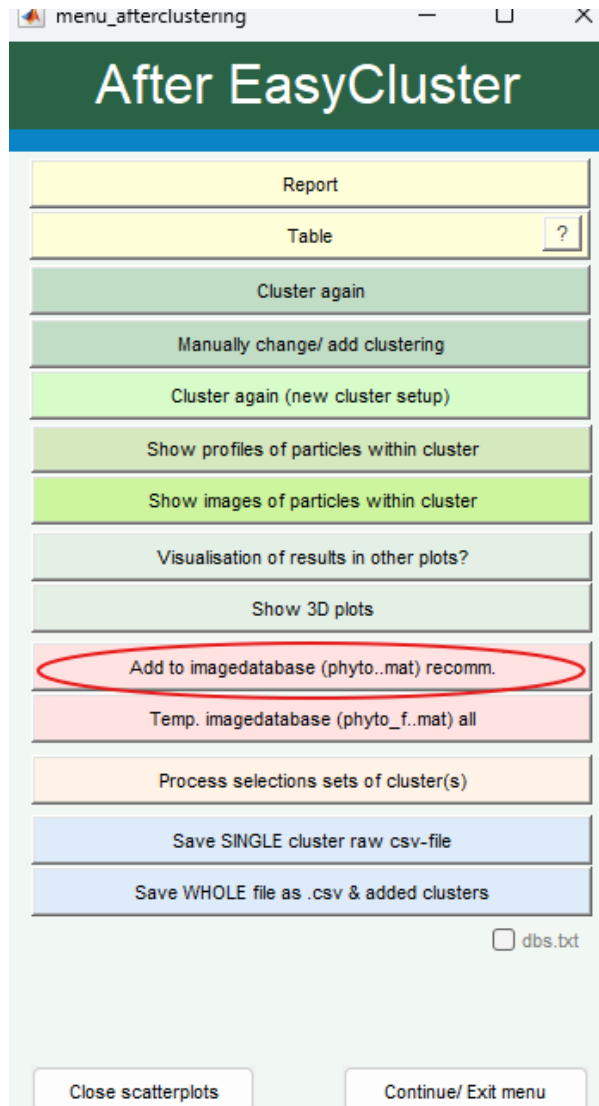 menu_afterclustering
After EasyCluster
Report
Table ?
Cluster again
Manually change/ add clustering
Cluster again (new cluster setup)
Show profiles of particles within cluster
Show images of particles within cluster
Visualisation of results in other plots?
Show 3D plots
Add to imagedatabase (phyto..mat) recomm.
Temp. imagedatabase (phyto_f..mat) all
Process selections sets of cluster(s)
Save SINGLE cluster raw csv-file
Save WHOLE file as .csv & added clusters
dbs.txt
Close scatterplots Continue/ Exit menu